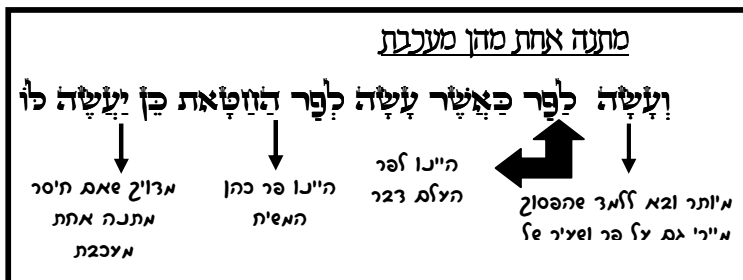 מתנה אחת מהן מעכבת
וְעָשָׂה לַפָּר כַּאֲשֶׁר עָשָׂה לְפַר הַחַטָּאת כֵּן יַעֲשֶׂה לּוֹ
מיותר ובא ללמד שהפסוק
מיירי גם על פר ושעיר של
היינו לפר
העלם דבר
היינו פר כהן
המשיח
מדויק שאם חיסר
מתנה אחת
מעכבת